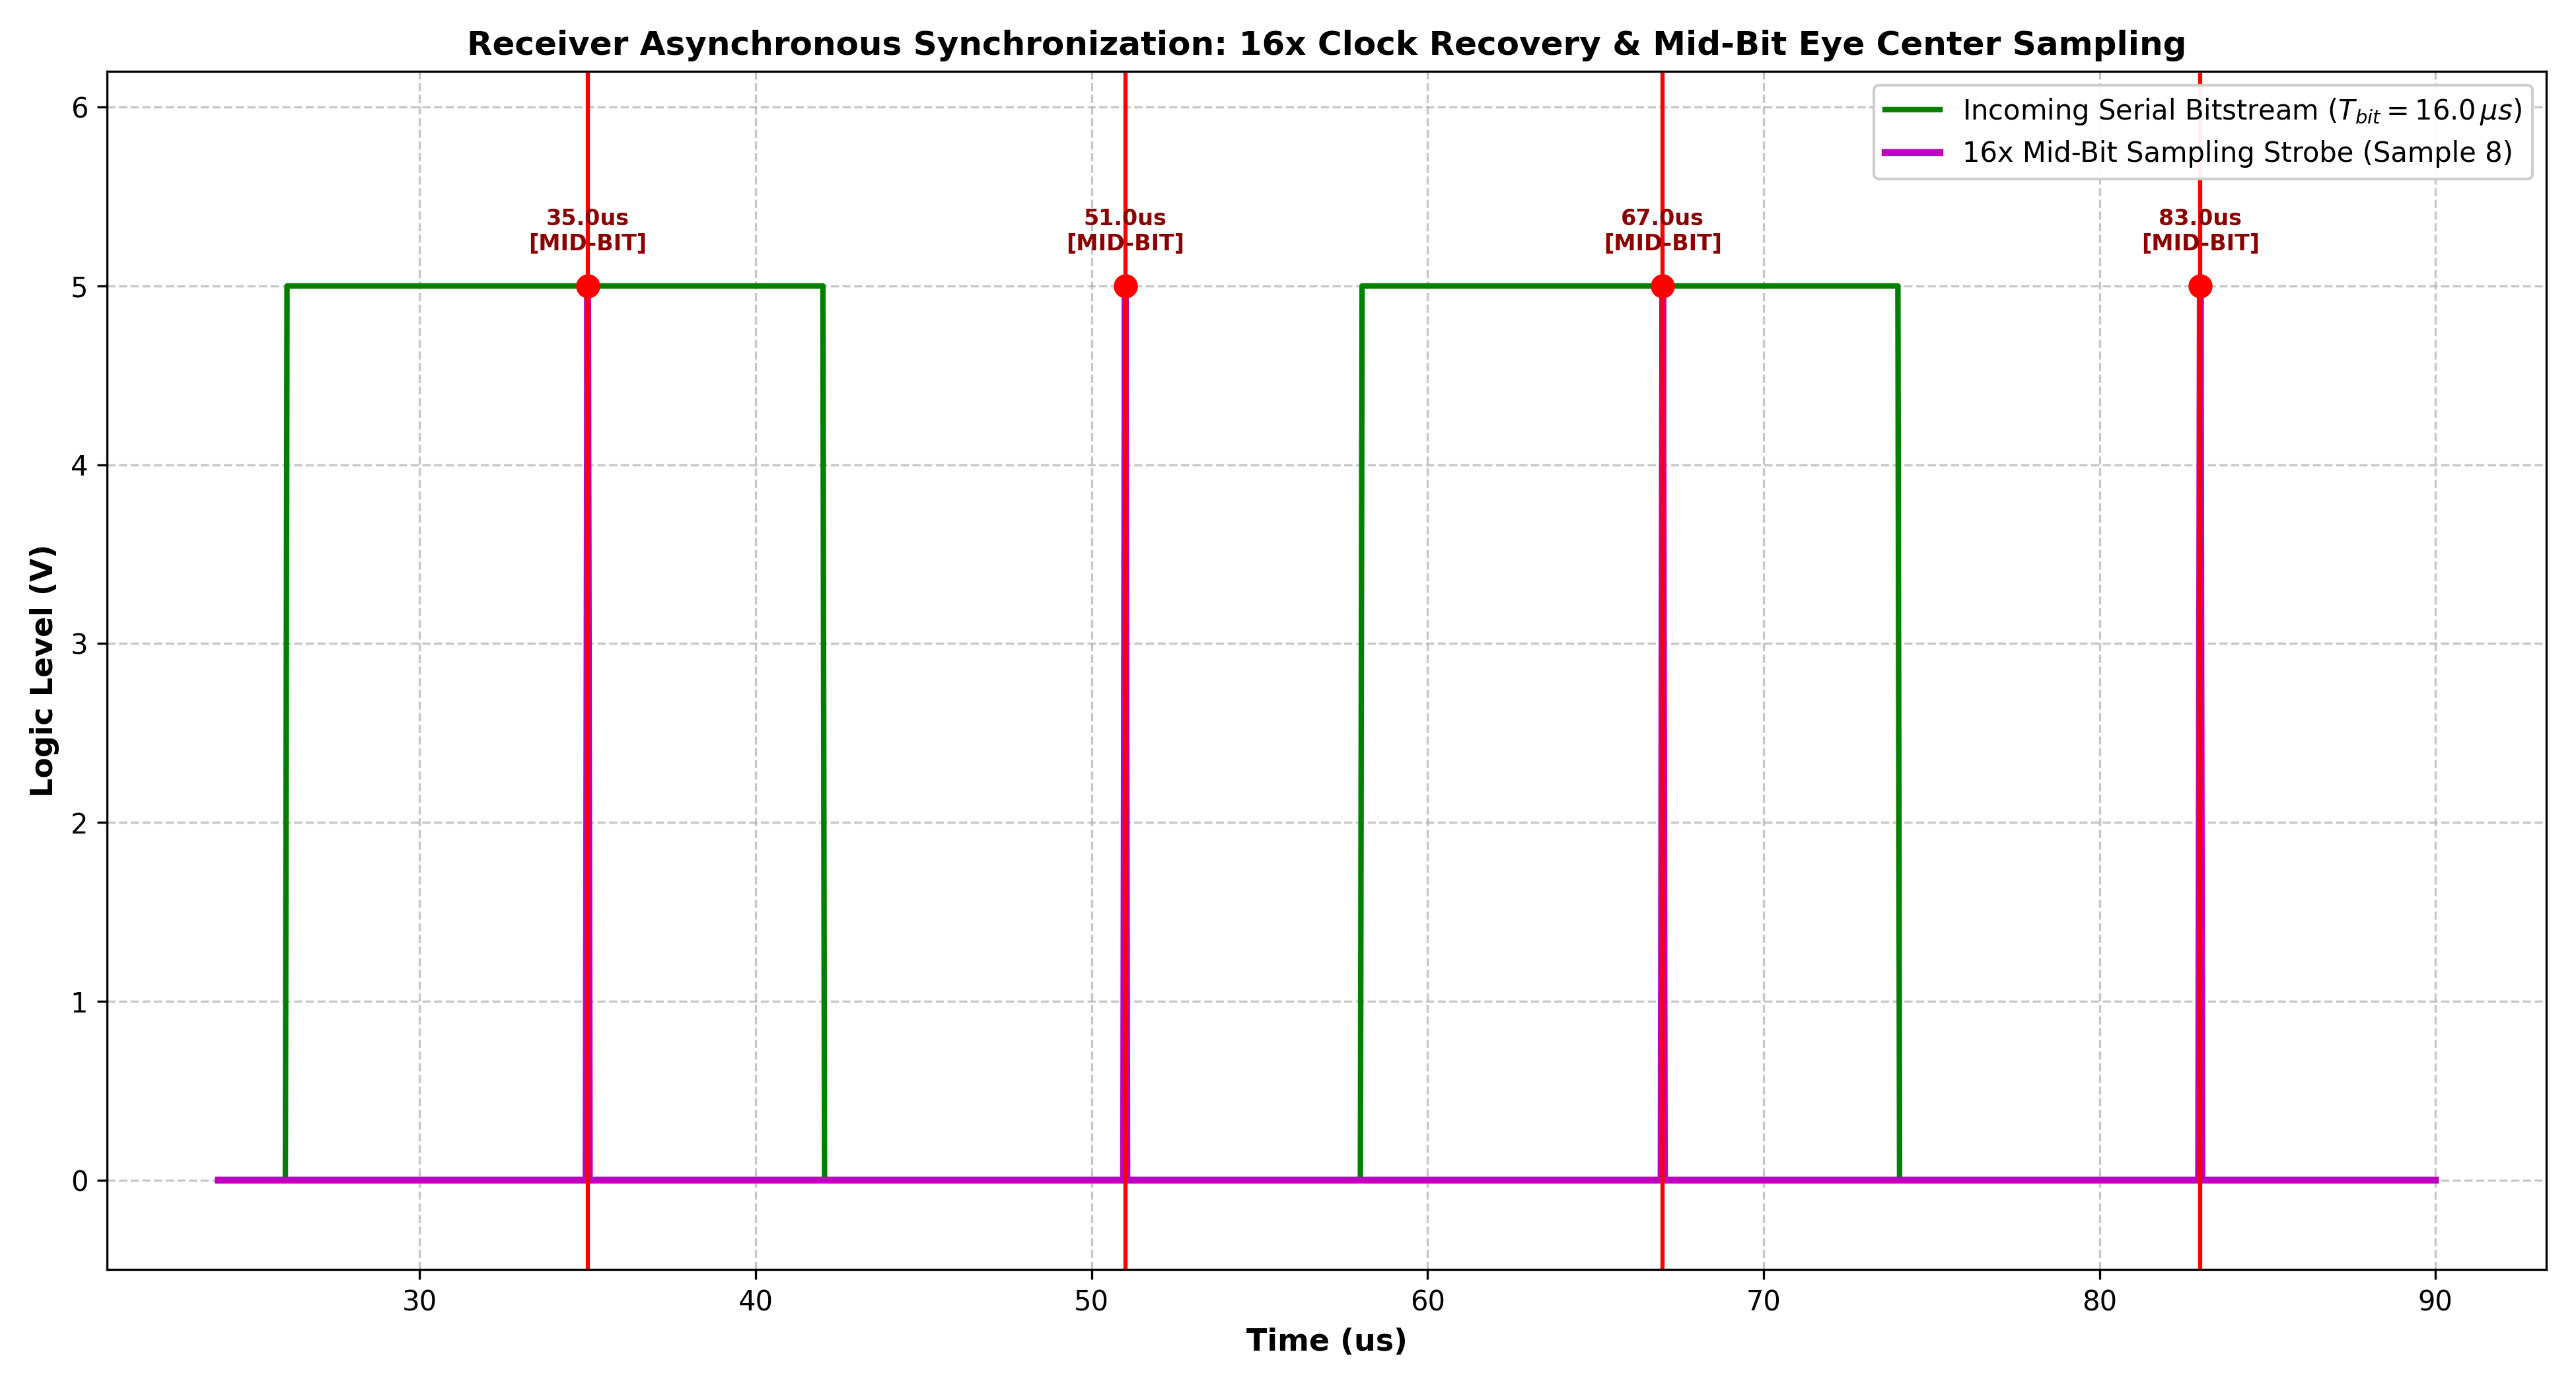 Receiver Asynchronous Synchronization: 16x Clock Recovery & Mid-Bit Eye Center Sampling
Incoming Serial Bitstream (T_bit = 16.0 μs)
16x Mid-Bit Sampling Strobe (Sample 8)
35.0us
[MID-BIT]
51.0us
[MID-BIT]
67.0us
[MID-BIT]
83.0us
[MID-BIT]
Logic Level (V)
6
5
4
3
2
1
0
30
40
50
60
70
80
90
Time (us)